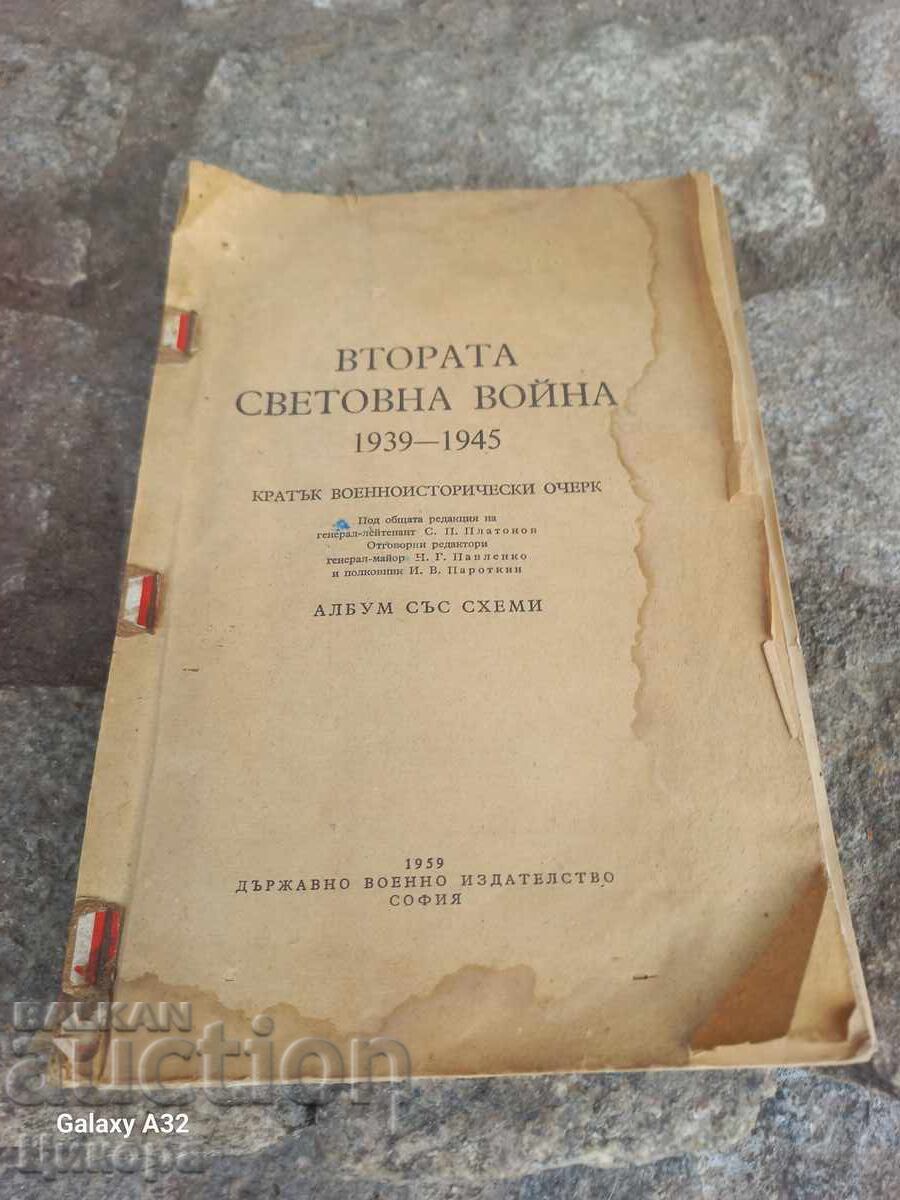 ВТОРАТА
СВЕТОВНА ВОЙНА
1939—1945
КРАТЪК ВОЕННОИСТОРИЧЕСКИ ОЧЕРК
Под общата редакция на
генерал-лейтенант С. П. Платонов
Отговорни редактори
генерал-майор Н. Г. Павленко
и полковник И. В. Пароткин
АЛБУМ СЪС СХЕМИ
1959
ДЪРЖАВНО ВОЕННО ИЗДАТЕЛСТВО
СОФИЯ
BALKAN
auction
Galaxy A32
Цикора